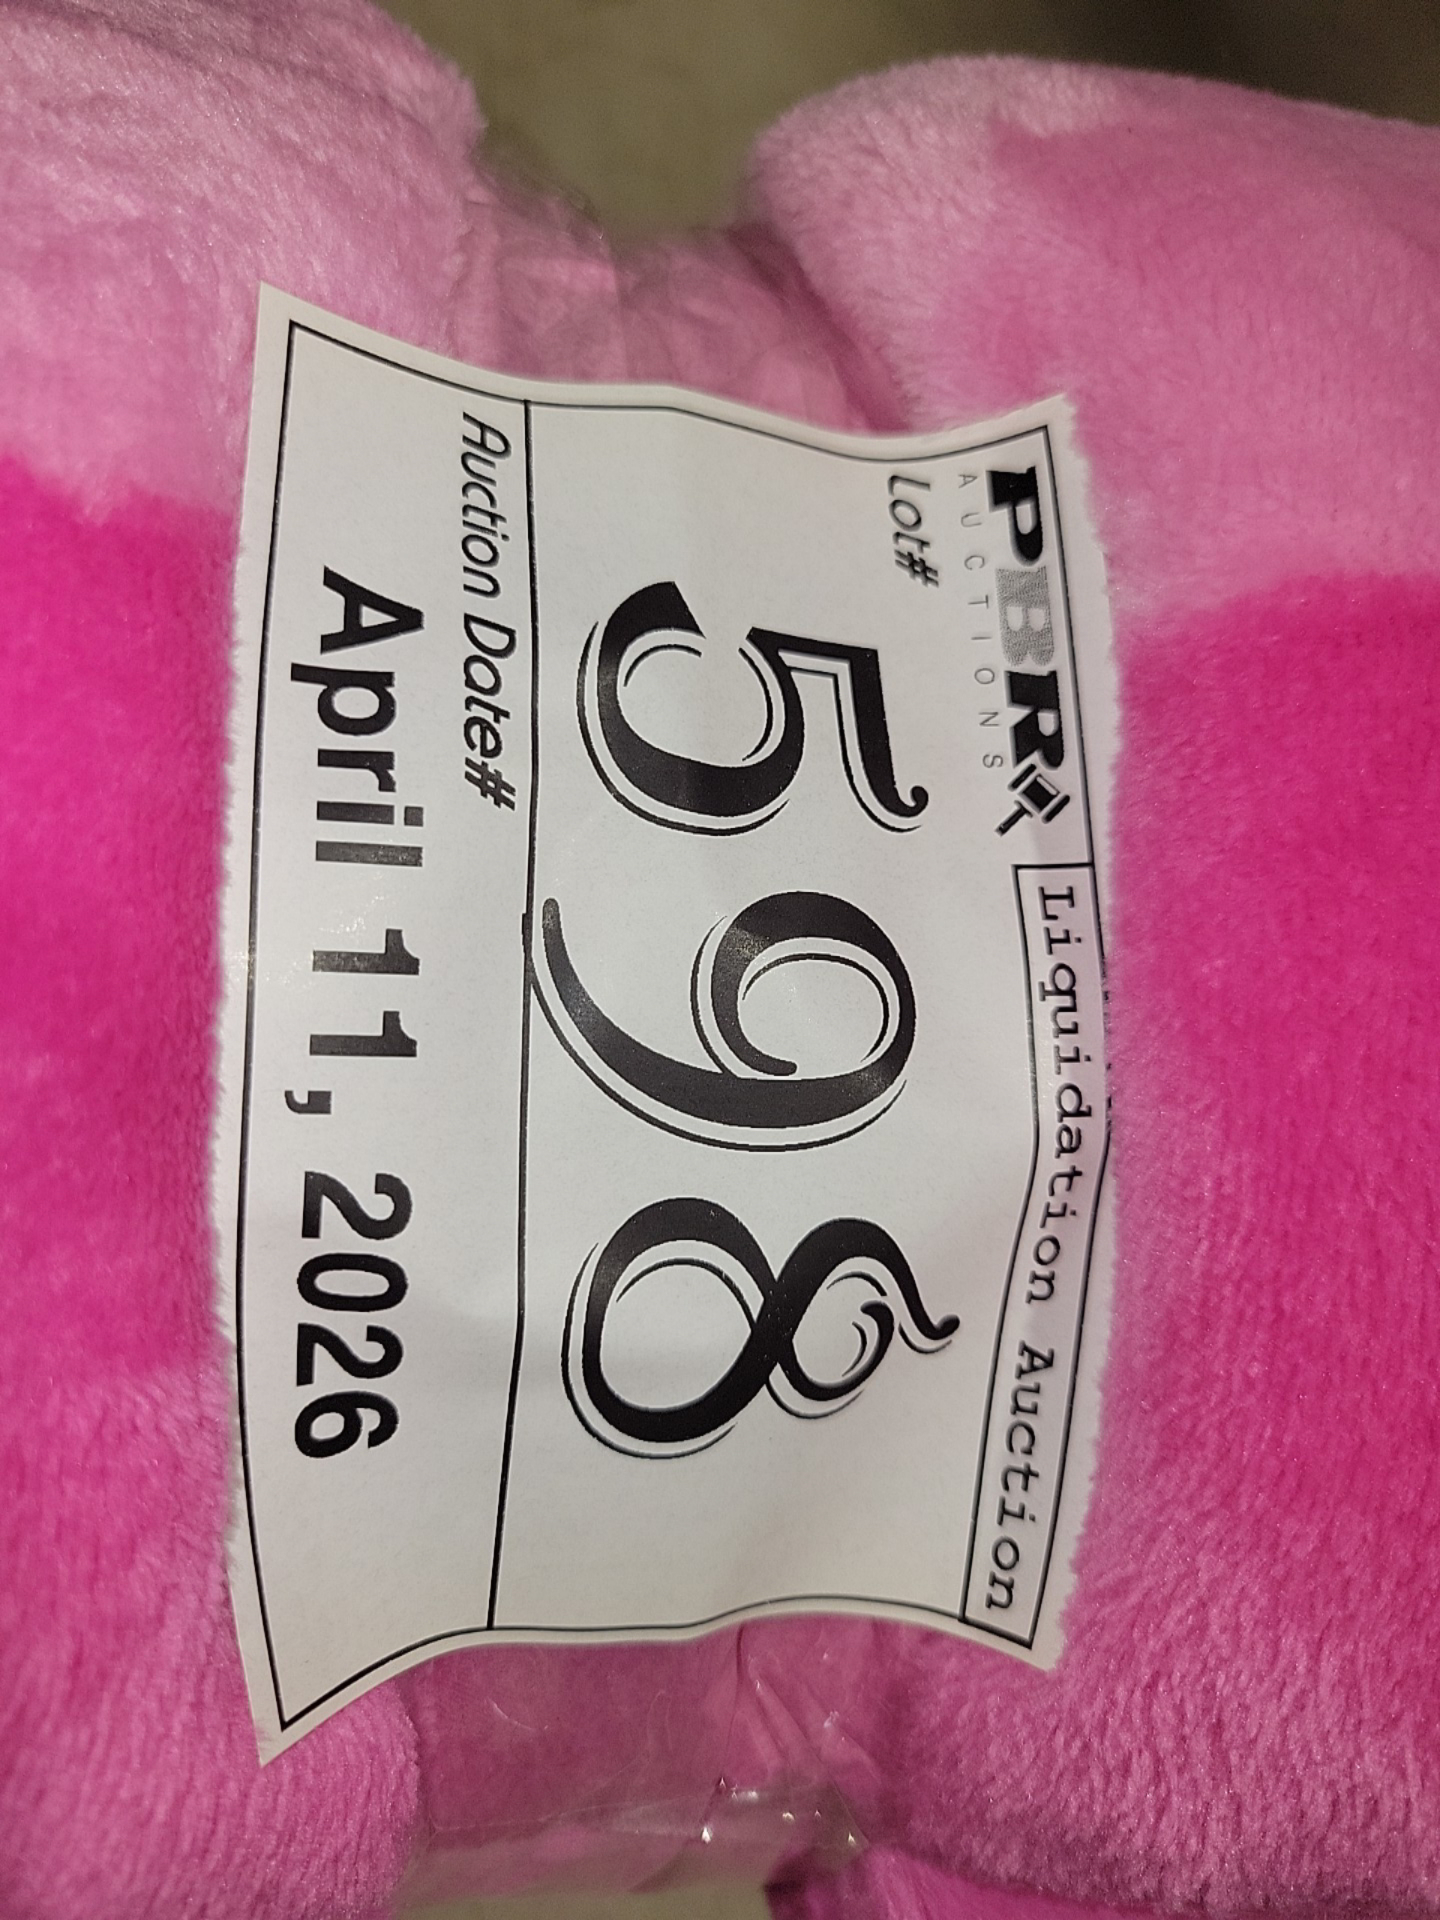 PBR
AUCTIONS
Liquidation Auction
Lot#
598
Auction Date#
April 11, 2026